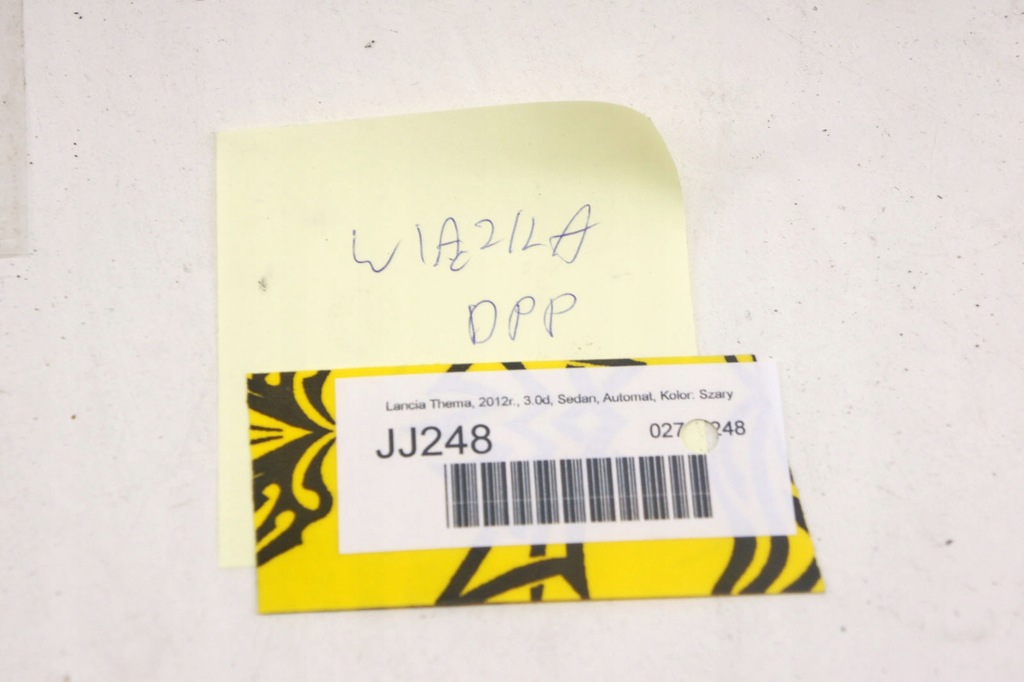 WIĄZKA
DPP
Lancia Thema, 2012r., 3.0d, Sedan, Automat, Kolor: Szary
JJ248